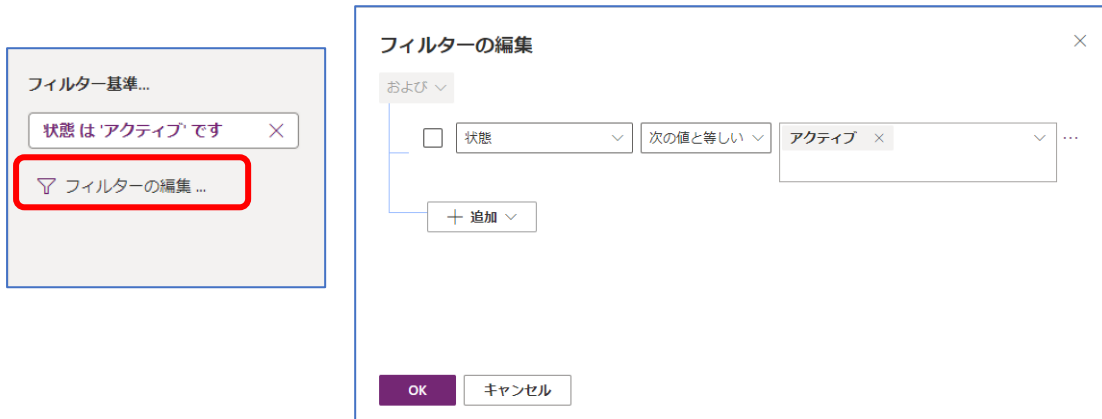 フィルター基準...
状態 は 'アクティブ' です
フィルターの編集 ...
フィルターの編集
および
状態
次の値と等しい
アクティブ
...
追加
OK
キャンセル